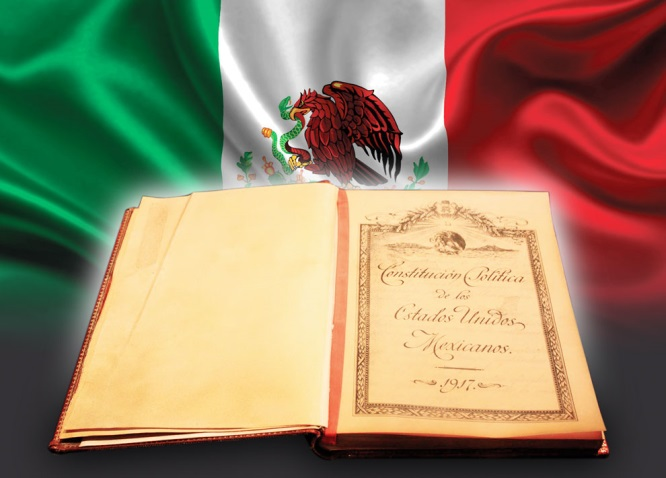 Constitución Política
de los
Estados Unidos
Mexicanos.
1917.